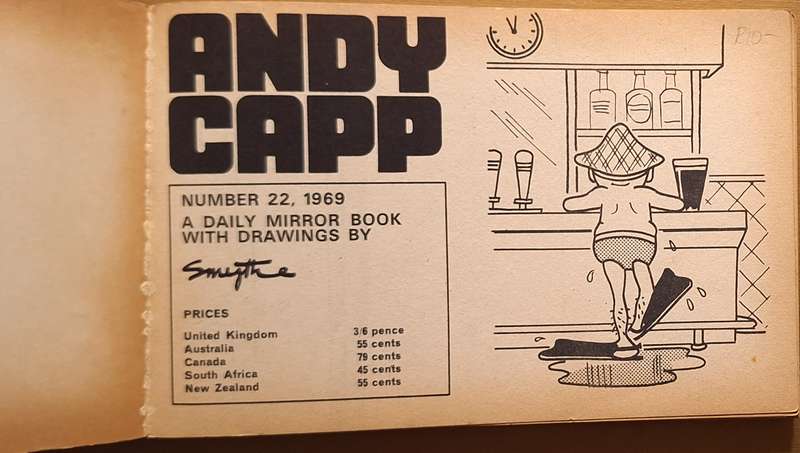 ANDY
CAPP
NUMBER 22, 1969
A DAILY MIRROR BOOK
WITH DRAWINGS BY
Smythe
PRICES
United Kingdom 3/6 pence
Australia 55 cents
Canada 79 cents
South Africa 45 cents
New Zealand 55 cents